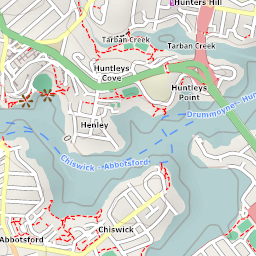 Hunters Hill
Tarban Creek
Tarban Creek
Huntleys
Cove
Huntleys
Point
Drummoyne - Hun
Henley
Chiswick - Abbotsford
Chiswick
Abbotsford